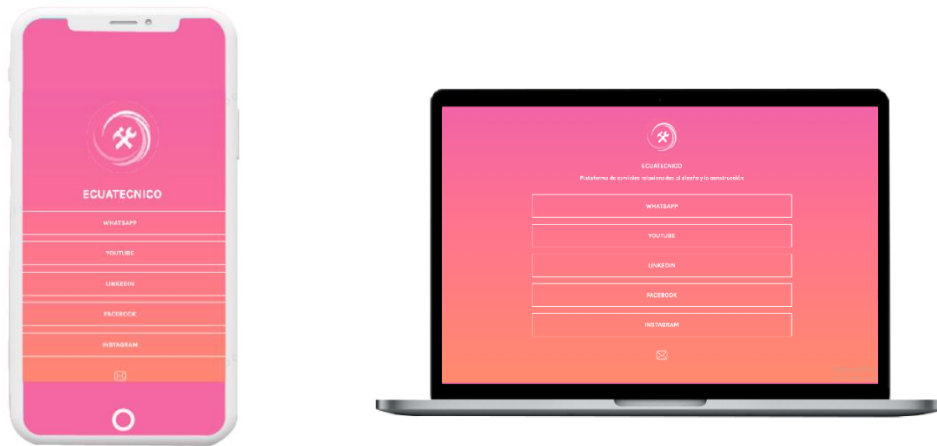 ECUATECNICO
WHATSAPP
YOUTUBE
LINKEDIN
FACEBOOK
INSTAGRAM
ECUATECNICO
Plataforma de servicios relacionados al diseño y la construcción
WHATSAPP
YOUTUBE
LINKEDIN
FACEBOOK
INSTAGRAM